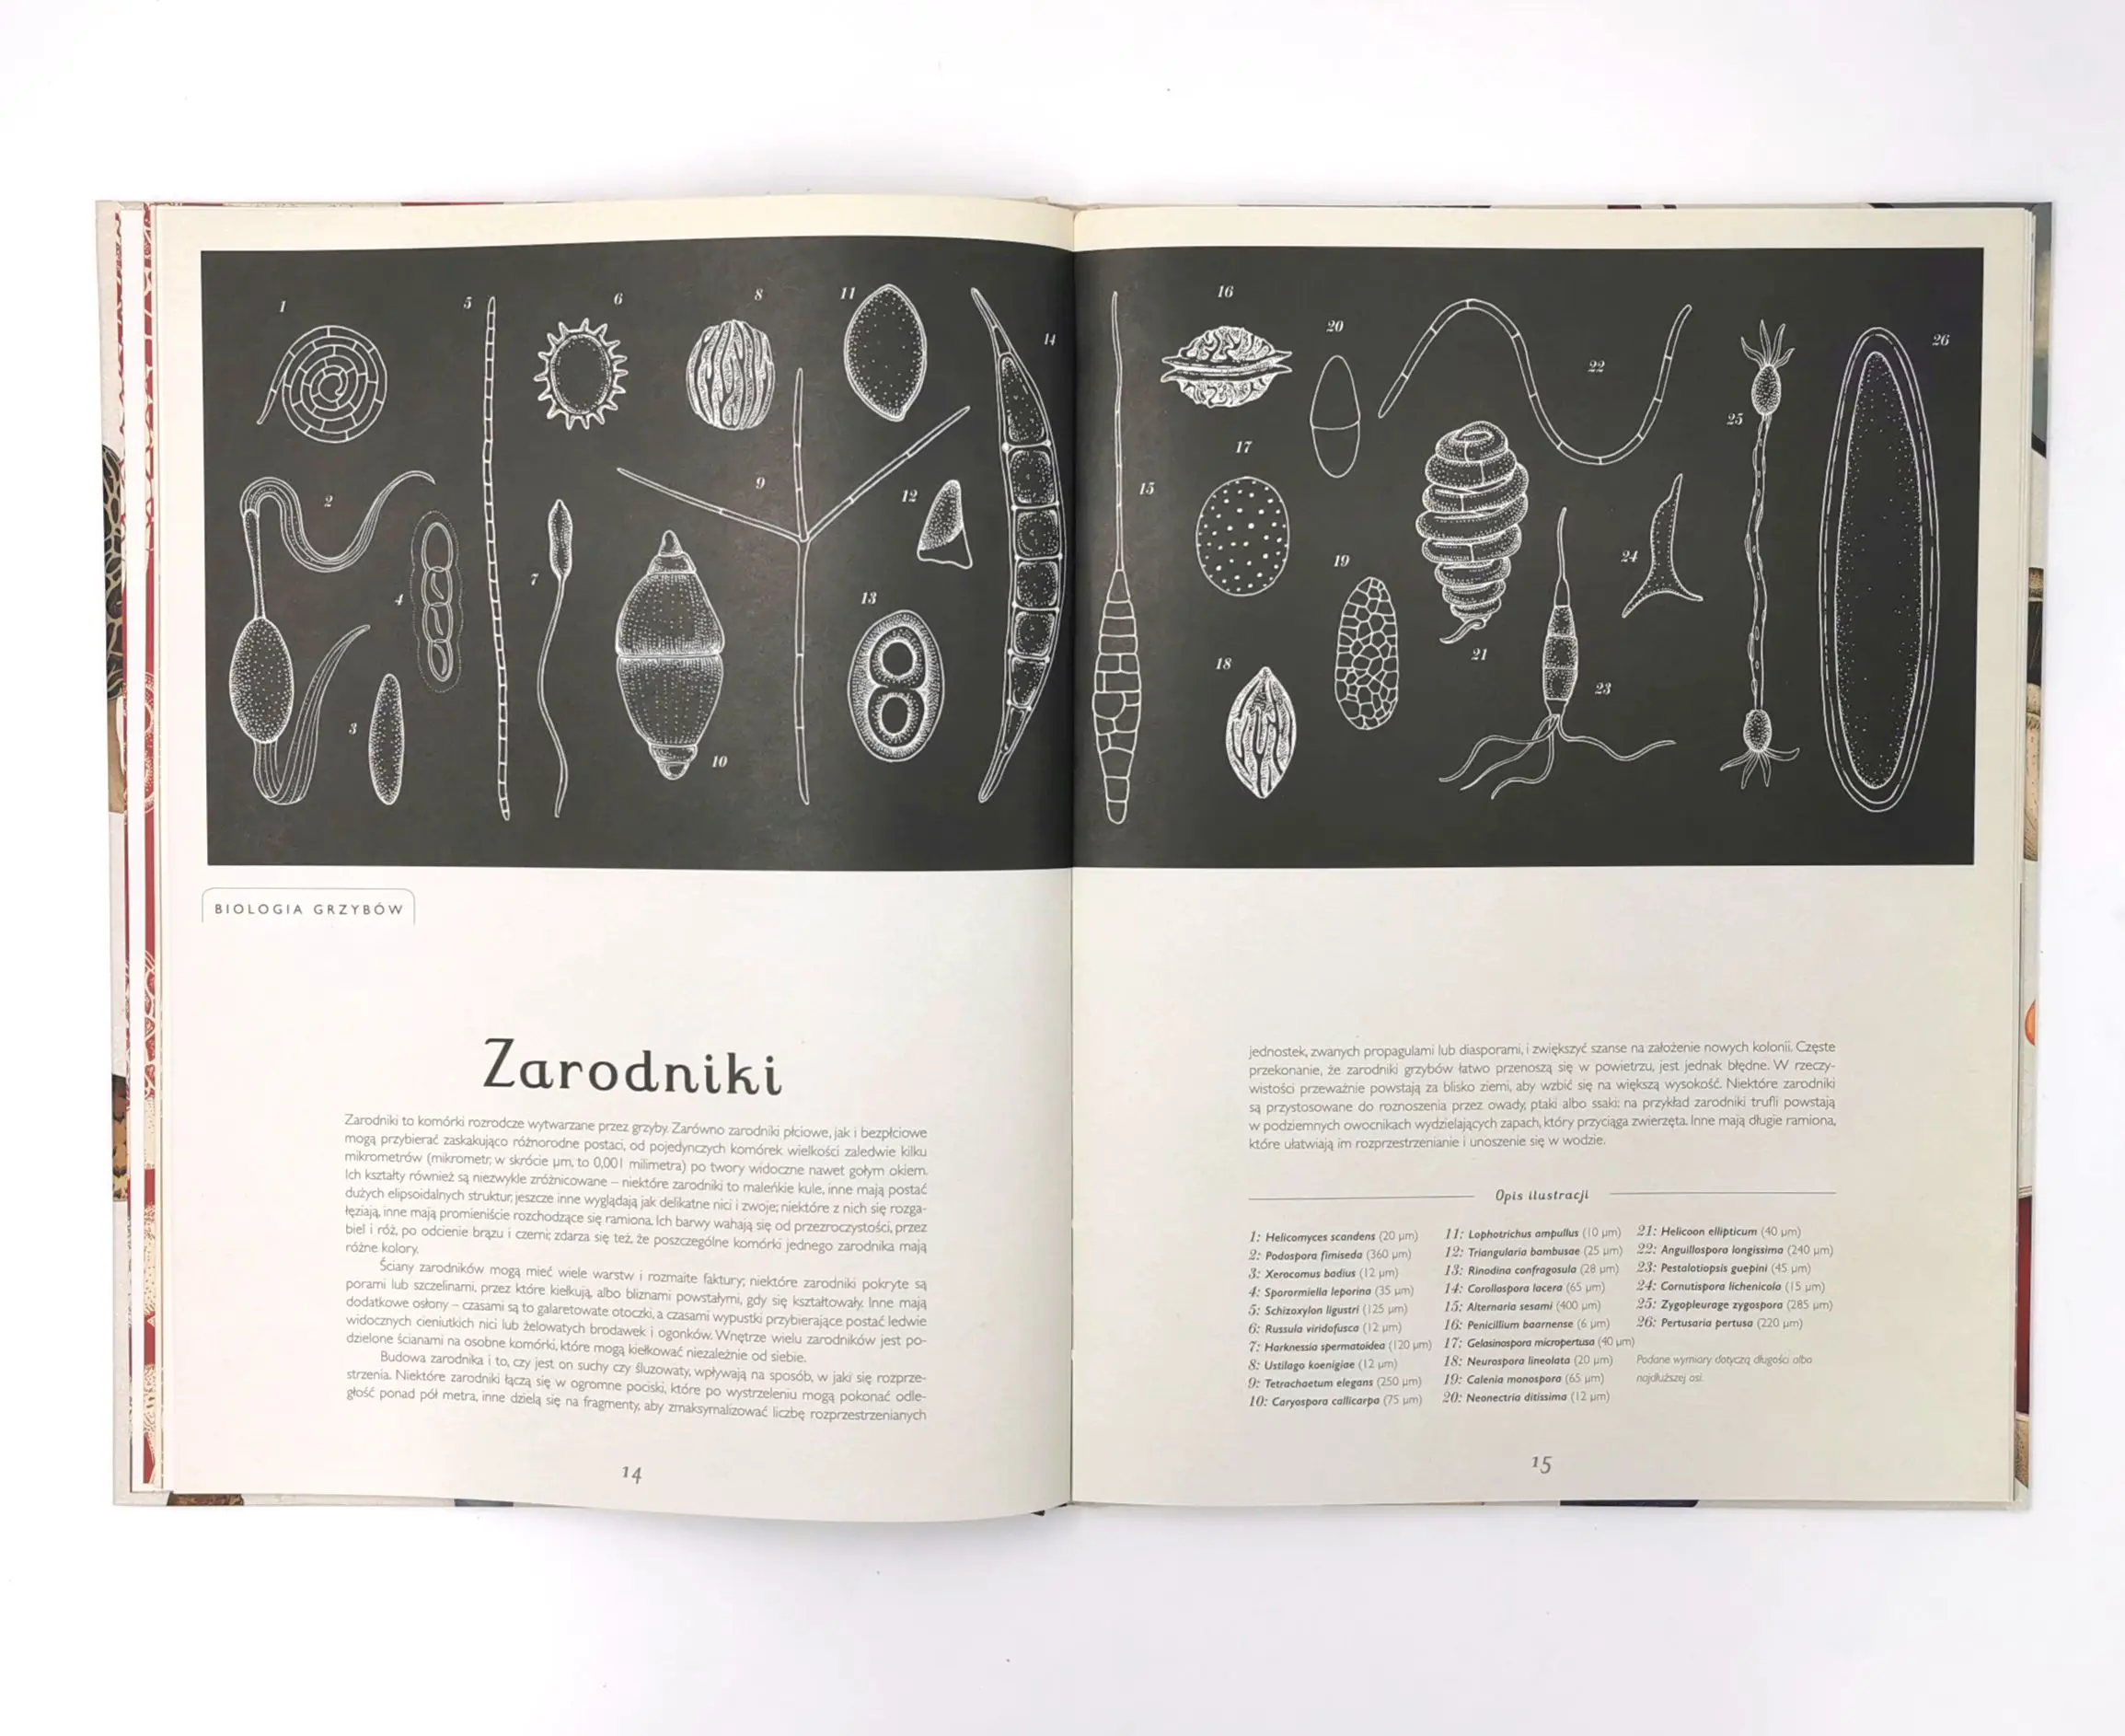 1
2
3
4
5
6
7
8
9
10
11
12
13
14
15
16
17
18
19
20
21
22
23
24
25
26
BIOLOGIA GRZYBÓW
Zarodniki
Zarodniki to komórki rozrodcze wytwarzane przez grzyby. Zarówno zarodniki płciowe, jak i bezpłciowe
mogą przybierać zaskakująco różnorodne postaci, od pojedynczych komórek wielkości zaledwie kilku
mikrometrów (mikrometr, w skrócie µm, to 0,001 milimetra) po twory widoczne nawet gołym okiem.
Ich kształty również są niezwykle zróżnicowane – niektóre zarodniki to maleńkie kule, inne mają postać
dużych elipsoidalnych struktur, jeszcze inne wyglądają jak delikatne nici i zwoje; niektóre z nich się rozga-
łęziają, inne mają promieniście rozchodzące się ramiona. Ich barwy wahają się od przezroczystości, przez
biel i róż, po odcienie brązu i czerni; zdarza się też, że poszczególne komórki jednego zarodnika mają
różne kolory.
Ściany zarodników mogą mieć wiele warstw i rozmaite faktury; niektóre zarodniki pokryte są
porami lub szczelinami, przez które kiełkują, albo bliznami powstałymi, gdy się kształtowały. Inne mają
dodatkowe osłony – czasami są to galaretowate otoczki, a czasami wypustki przybierające postać ledwie
widocznych cieniutkich nici lub żelowatych brodawek i ogonków. Wnętrze wielu zarodników jest po-
dzielone ścianami na osobne komórki, które mogą kiełkować niezależnie od siebie.
Budowa zarodnika i to, czy jest on suchy czy śluzowaty, wpływają na sposób, w jaki się rozprze-
strzenia. Niektóre zarodniki łączą się w ogromne pociski, które po wystrzeleniu mogą pokonać odle-
głość ponad pół metra, inne dzielą się na fragmenty, aby zmaksymalizować liczbę rozprzestrzenianych
14
jednostek, zwanych propagulami lub diasporami, i zwiększyć szanse na założenie nowych kolonii. Częste
przekonanie, że zarodniki grzybów łatwo przenoszą się w powietrzu, jest jednak błędne. W rzeczy-
wistości przeważnie powstają za blisko ziemi, aby wzbić się na większą wysokość. Niektóre zarodniki
są przystosowane do roznoszenia przez owady, ptaki albo ssaki: na przykład zarodniki trufli powstają
w podziemnych owocnikach wydzielających zapach, który przyciąga zwierzęta. Inne mają długie ramiona,
które ułatwiają im rozprzestrzenianie i unoszenie się w wodzie.
Opis ilustracji
1: Helicomyces scandens (20 µm)
2: Podospora fimiseda (360 µm)
3: Xerocomus badius (12 µm)
4: Sporormiella leporina (35 µm)
5: Schizoxylon ligustri (125 µm)
6: Russula viridofusca (12 µm)
7: Harknessia spermatoidea (120 µm)
8: Ustilago koenigiae (12 µm)
9: Tetrachaetum elegans (250 µm)
10: Caryospora callicarpa (75 µm)
11: Lophotrichus ampullus (10 µm)
12: Triangularia bambusae (25 µm)
13: Rinodina confragosula (28 µm)
14: Corollospora lacera (65 µm)
15: Alternaria sesami (400 µm)
16: Penicillium baarnense (6 µm)
17: Gelasinospora micropertusa (40 µm)
18: Neurospora lineolata (20 µm)
19: Calenia monospora (65 µm)
20: Neonectria ditissima (12 µm)
21: Helicoon ellipticum (40 µm)
22: Anguillospora longissima (240 µm)
23: Pestalotiopsis guepini (45 µm)
24: Cornutispora lichenicola (15 µm)
25: Zygopleurage zygospora (285 µm)
26: Pertusaria pertusa (220 µm)
Podane wymiary dotyczą długości albo
najdłuższej osi.
15